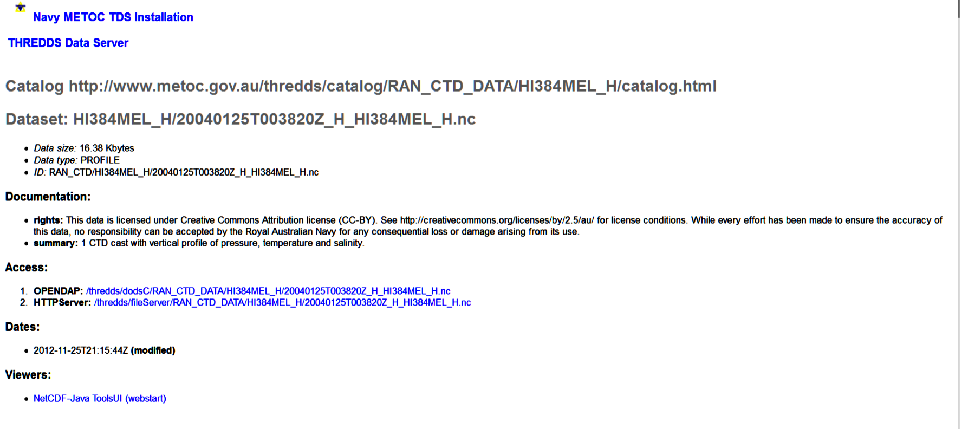 Navy METOC TDS Installation
THREDDS Data Server
Catalog http://www.metoc.gov.au/thredds/catalog/RAN_CTD_DATA/HI384MEL_H/catalog.html
Dataset: HI384MEL_H/20040125T003820Z_H_HI384MEL_H.nc
• Data size: 16.38 Kbytes
• Data type: PROFILE
• ID: RAN_CTD/HI384MEL_H/20040125T003820Z_H_HI384MEL_H.nc
Documentation:
• rights: This data is licensed under Creative Commons Attribution license (CC-BY). See http://creativecommons.org/licenses/by/2.5/au/ for license conditions. While every effort has been made to ensure the accuracy of
this data, no responsibility can be accepted by the Royal Australian Navy for any consequential loss or damage arising from its use.
• summary: 1 CTD cast with vertical profile of pressure, temperature and salinity.
Access:
1. OPENDAP: /thredds/dodsC/RAN_CTD_DATA/HI384MEL_H/20040125T003820Z_H_HI384MEL_H.nc
2. HTTPServer: /thredds/fileServer/RAN_CTD_DATA/HI384MEL_H/20040125T003820Z_H_HI384MEL_H.nc
Dates:
• 2012-11-25T21:15:44Z (modified)
Viewers:
• NetCDF-Java ToolsUI (webstart)